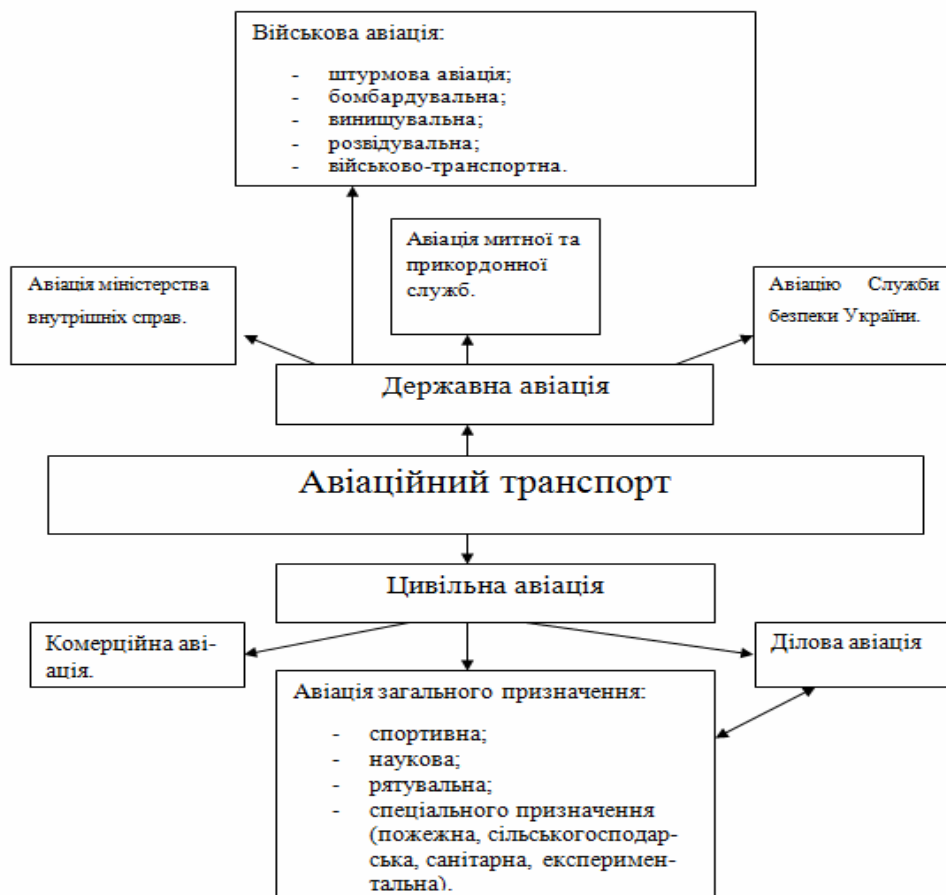 Військова авіація:
- штурмова авіація;
- бомбардувальна;
- винищувальна;
- розвідувальна;
- військово-транспортна.
Авіація митної та
прикордонної
служб.
Авіація міністерства
внутрішніх справ.
Авіацію Служби
безпеки України.
Державна авіація
Авіаційний транспорт
Цивільна авіація
Комерційна аві-
ація.
Ділова авіація
Авіація загального призначення:
- спортивна;
- наукова;
- рятувальна;
- спеціального призначення
(пожежна, сільськогосподар-
ська, санітарна, експеримен-
тальна).